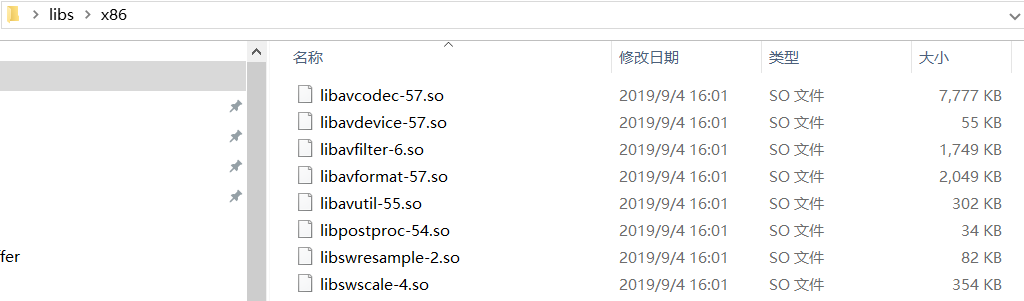 libs > x86
名称 修改日期 类型 大小
libavcodec-57.so 2019/9/4 16:01 SO 文件 7,777 KB
libavdevice-57.so 2019/9/4 16:01 SO 文件 55 KB
libavfilter-6.so 2019/9/4 16:01 SO 文件 1,749 KB
libavformat-57.so 2019/9/4 16:01 SO 文件 2,049 KB
libavutil-55.so 2019/9/4 16:01 SO 文件 302 KB
libpostproc-54.so 2019/9/4 16:01 SO 文件 34 KB
ffer
libswresample-2.so 2019/9/4 16:01 SO 文件 82 KB
libswscale-4.so 2019/9/4 16:01 SO 文件 354 KB